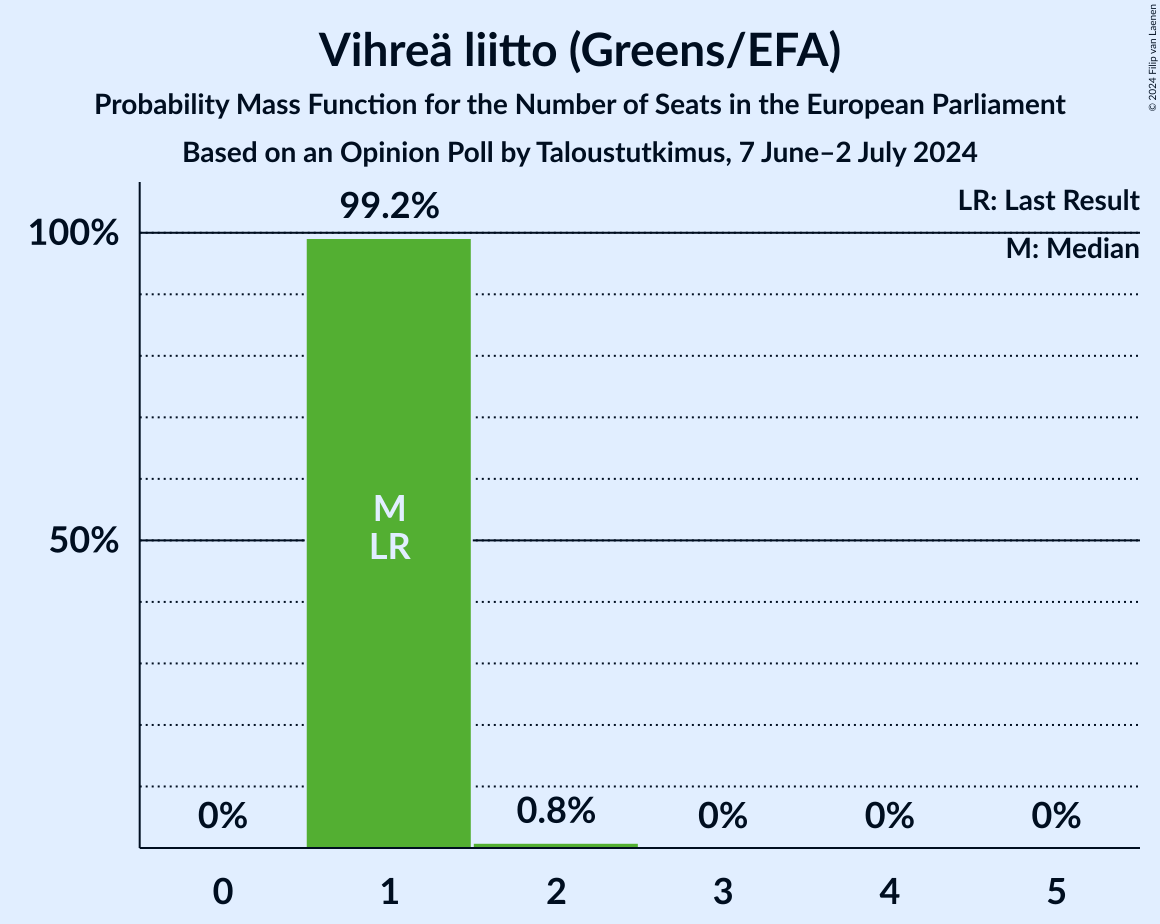 Vihreä liitto (Greens/EFA)
Probability Mass Function for the Number of Seats in the European Parliament
Based on an Opinion Poll by Taloustutkimus, 7 June–2 July 2024
© 2024 Filip van Laenen
LR: Last Result
M: Median
100%
50%
99.2%
M
LR
0%
0.8%
0%
0%
0%
0
1
2
3
4
5